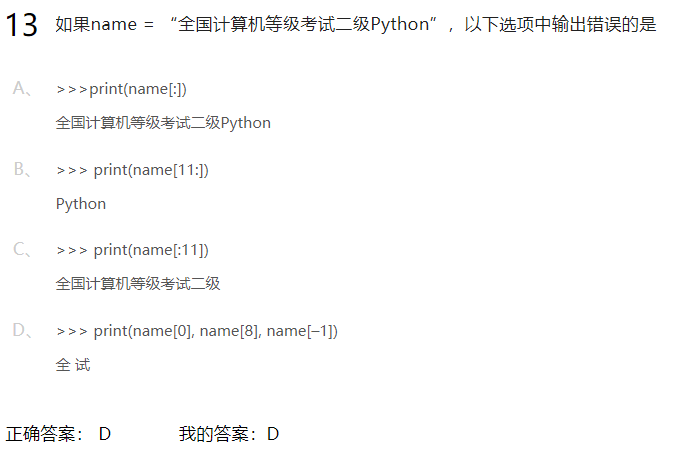 13 如果name = “全国计算机等级考试二级Python”，以下选项中输出错误的是
A、 >>>print(name[:])
全国计算机等级考试二级Python
B、 >>> print(name[11:])
Python
C、 >>> print(name[:11])
全国计算机等级考试二级
D、 >>> print(name[0], name[8], name[–1])
全 试
正确答案： D 我的答案：D